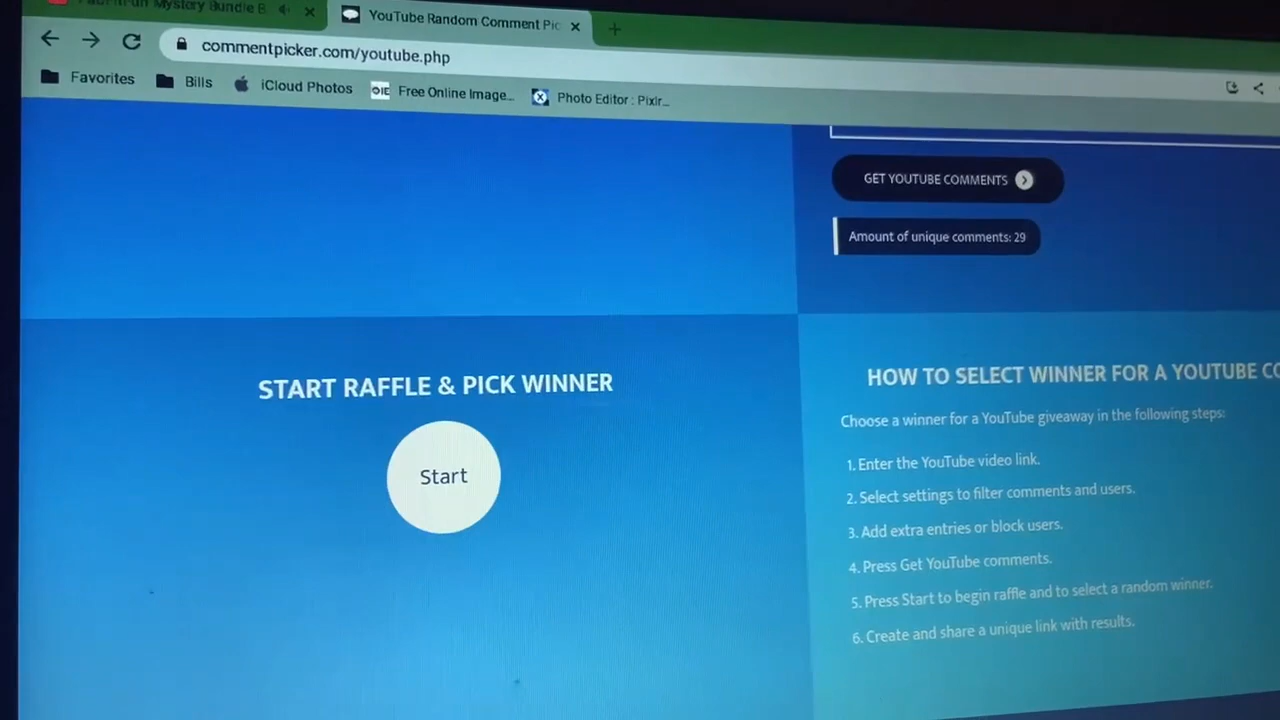 Mystery Bundle B
YouTube Random Comment Pic
commentpicker.com/youtube.php
Favorites
Bills
iCloud Photos
OIE
Free Online Image...
Photo Editor : Pixlr...
GET YOUTUBE COMMENTS
Amount of unique comments: 29
START RAFFLE & PICK WINNER
Start
HOW TO SELECT WINNER FOR A YOUTUBE CO
Choose a winner for a YouTube giveaway in the following steps:
1. Enter the YouTube video link.
2. Select settings to filter comments and users.
3. Add extra entries or block users.
4. Press Get YouTube comments.
5. Press Start to begin raffle and to select a random winner.
6. Create and share a unique link with results.